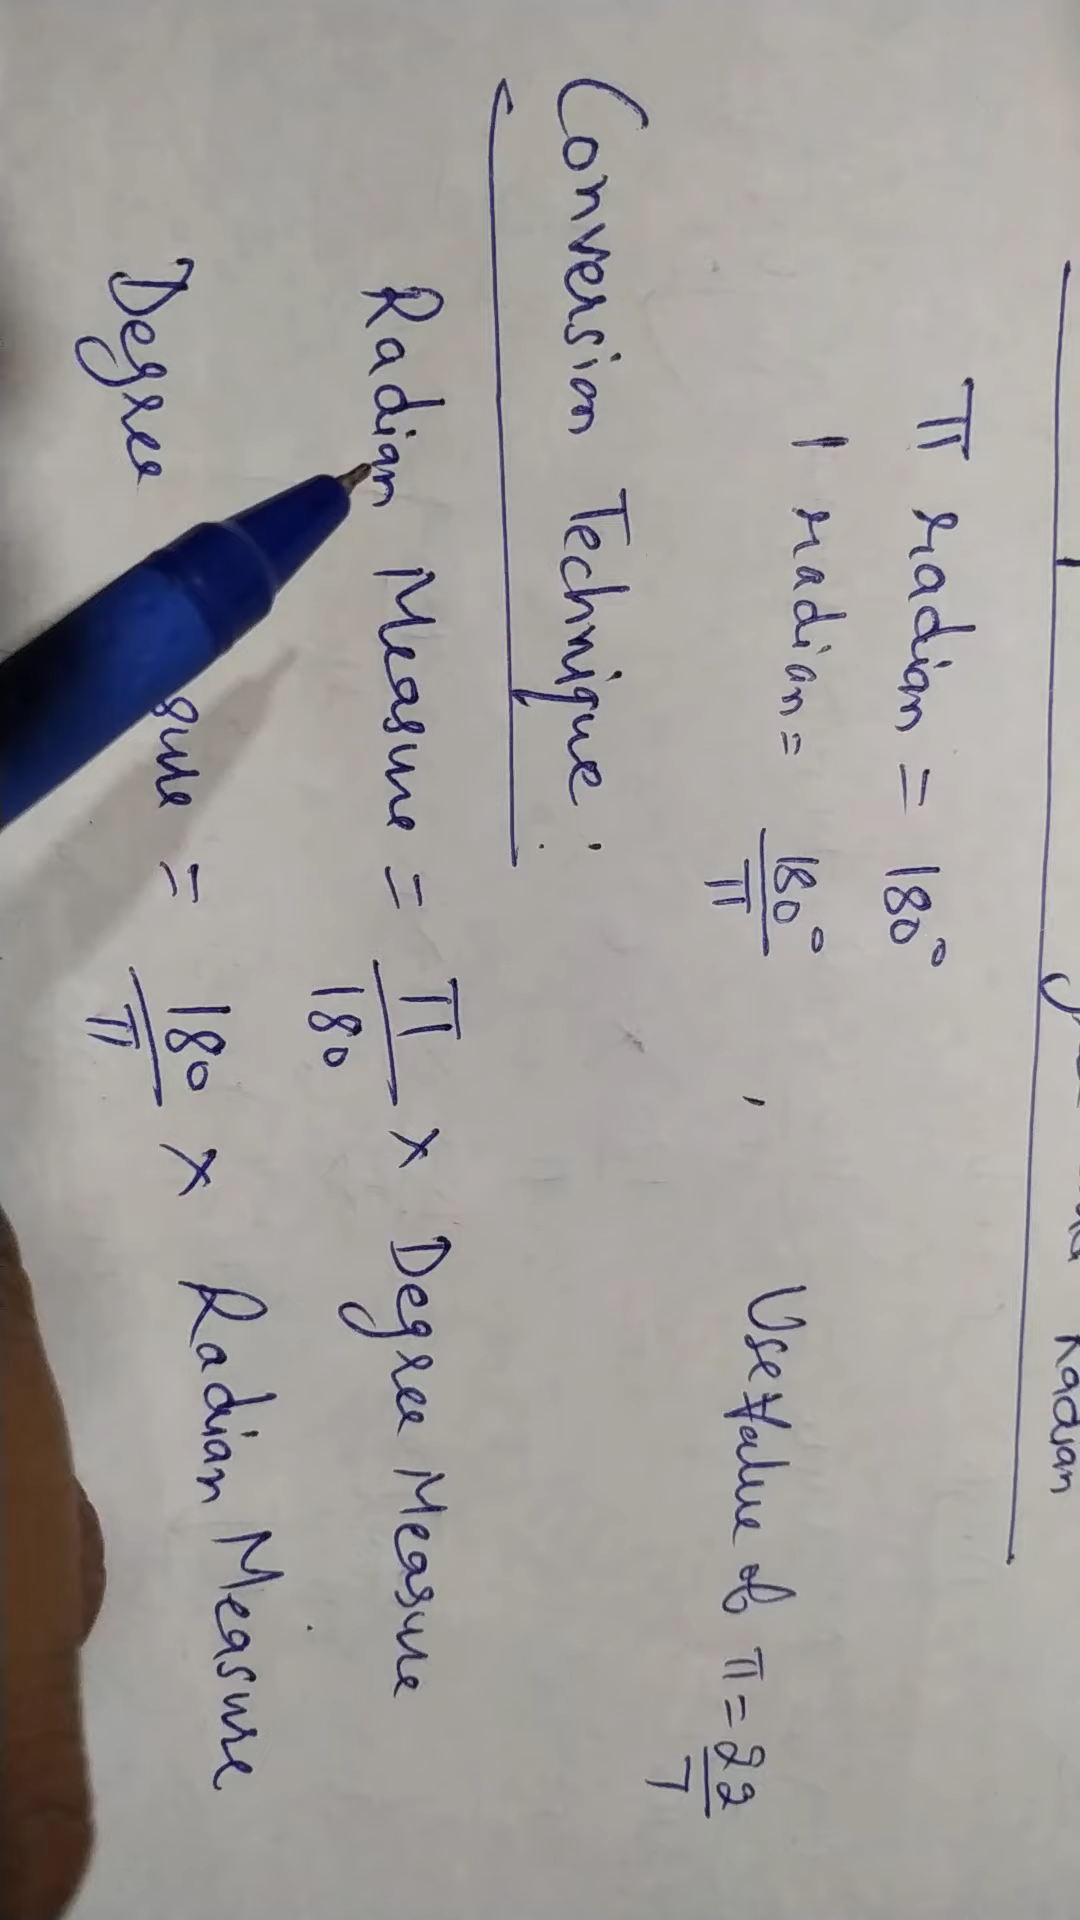 Radian
π radian = 180°
1 radian = 180°/π , Use Value of π = 22/7
Conversion Technique :
Radian Measure = π/180 × Degree Measure
Degree sure = 180/π × Radian Measure